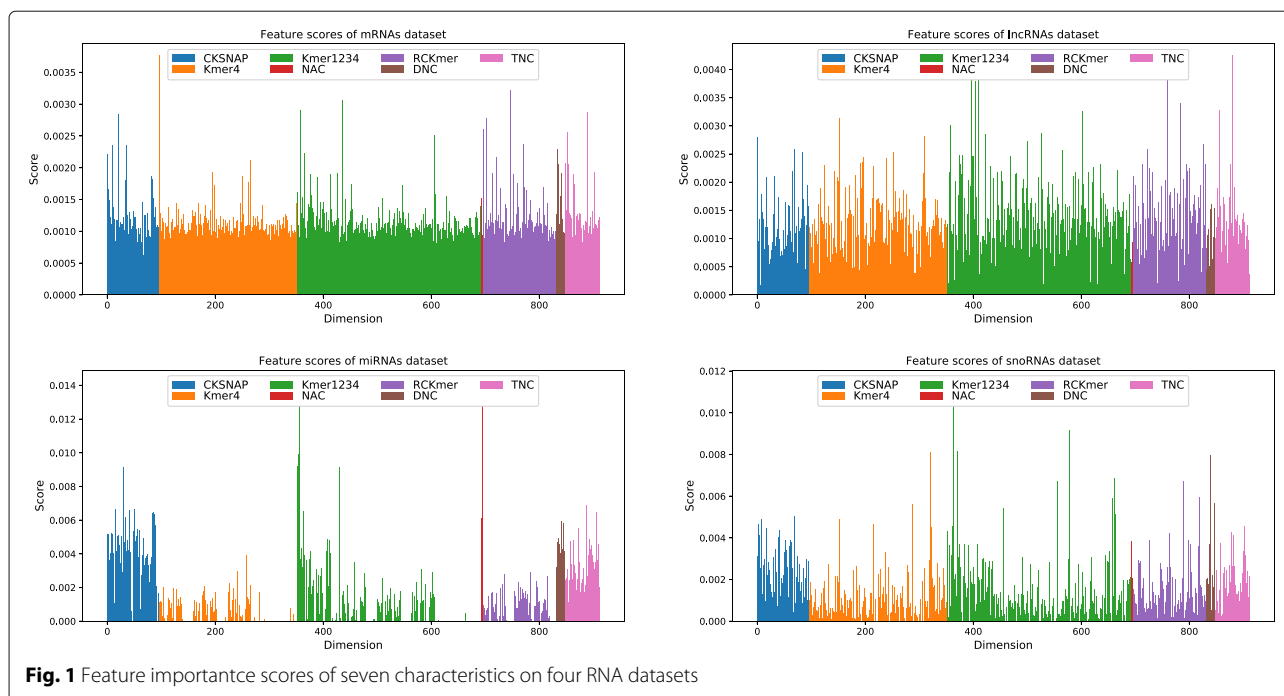 Feature scores of mRNAs dataset
CKSNAP Kmer1234 RCKmer TNC
Kmer4 NAC DNC
0.0035
0.0030
0.0025
0.0020
0.0015
0.0010
0.0005
0.0000
Score
0 200 400 600 800
Dimension
Feature scores of lncRNAs dataset
CKSNAP Kmer1234 RCKmer TNC
Kmer4 NAC DNC
0.0040
0.0035
0.0030
0.0025
0.0020
0.0015
0.0010
0.0005
0.0000
Score
0 200 400 600 800
Dimension
Feature scores of miRNAs dataset
CKSNAP Kmer1234 RCKmer TNC
Kmer4 NAC DNC
0.014
0.012
0.010
0.008
0.006
0.004
0.002
0.000
Score
0 200 400 600 800
Dimension
Feature scores of snoRNAs dataset
CKSNAP Kmer1234 RCKmer TNC
Kmer4 NAC DNC
0.012
0.010
0.008
0.006
0.004
0.002
0.000
Score
0 200 400 600 800
Dimension
Fig. 1 Feature importantce scores of seven characteristics on four RNA datasets